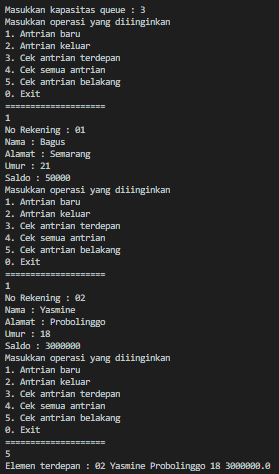 Masukkan kapasitas queue : 3
Masukkan operasi yang diiinginkan
1. Antrian baru
2. Antrian keluar
3. Cek antrian terdepan
4. Cek semua antrian
5. Cek antrian belakang
0. Exit
====================
1
No Rekening : 01
Nama : Bagus
Alamat : Semarang
Umur : 21
Saldo : 50000
Masukkan operasi yang diiinginkan
1. Antrian baru
2. Antrian keluar
3. Cek antrian terdepan
4. Cek semua antrian
5. Cek antrian belakang
0. Exit
====================
1
No Rekening : 02
Nama : Yasmine
Alamat : Probolinggo
Umur : 18
Saldo : 3000000
Masukkan operasi yang diiinginkan
1. Antrian baru
2. Antrian keluar
3. Cek antrian terdepan
4. Cek semua antrian
5. Cek antrian belakang
0. Exit
====================
5
Elemen terdepan : 02 Yasmine Probolinggo 18 3000000.0